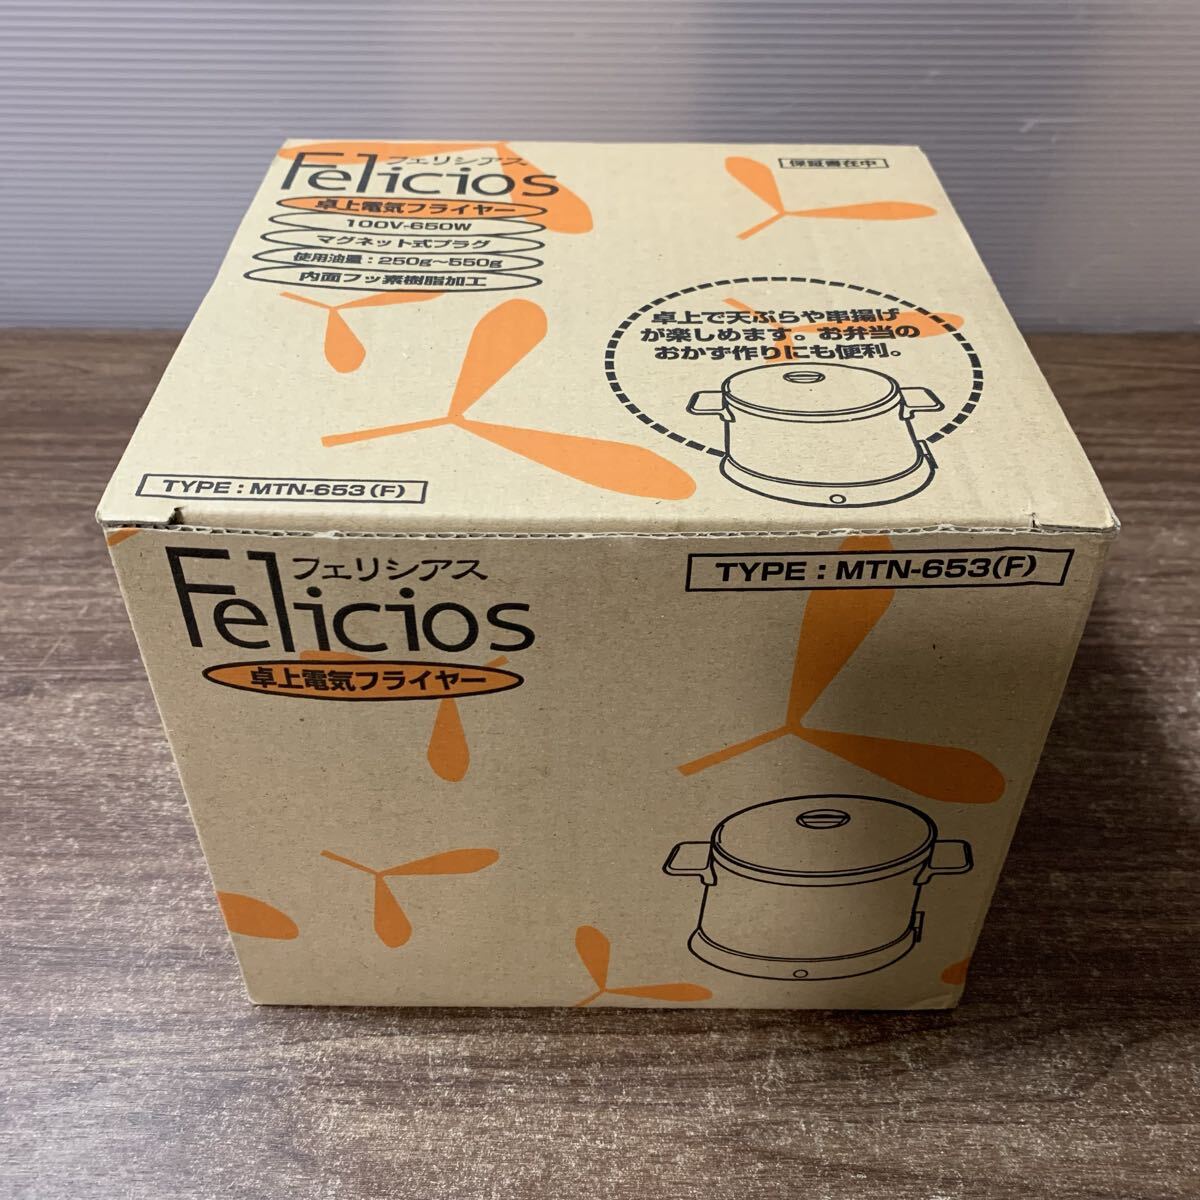 フェリシアス
Felicios
卓上電気フライヤー
100V-650W
マグネット式プラグ
使用油量：250g～550g
内面フッ素樹脂加工
保証書在中
卓上で天ぷらや串揚げ
が楽しめます。お弁当の
おかず作りにも便利。
TYPE：MTN-653(F)
フェリシアス
Felicios
卓上電気フライヤー
TYPE：MTN-653(F)